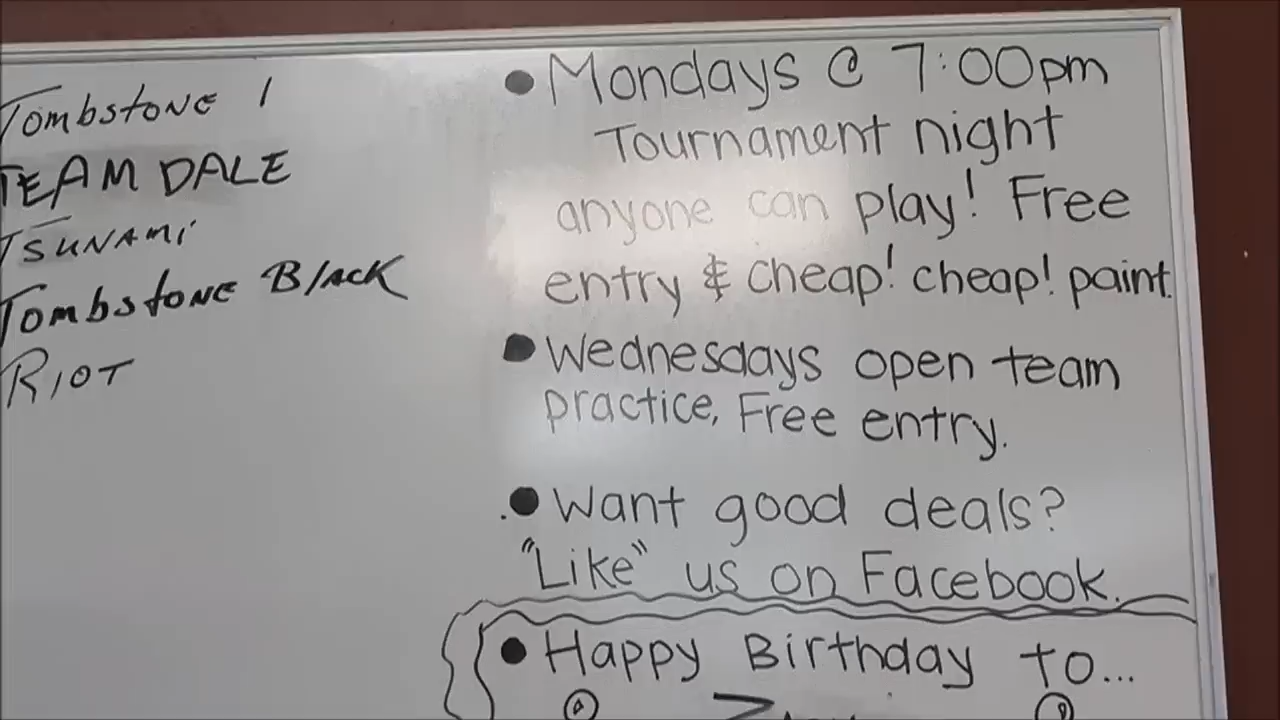 Tombstone 1
TEAM DALE
TSUNAMi
Tombstone Black
RIOT
• Mondays @ 7:00pm
Tournament night
anyone can play! Free
entry & cheap! cheap! paint.
• Wednesdays open team
practice, Free entry.
• Want good deals?
"Like" us on Facebook.
• Happy Birthday to...